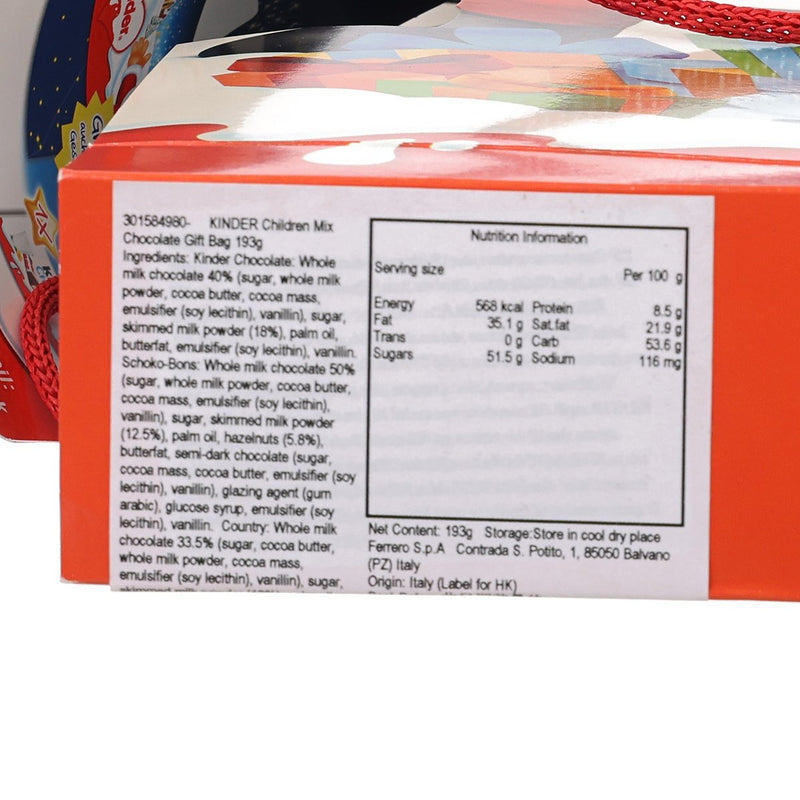 1x
301584980- KINDER Children Mix
Chocolate Gift Bag 193g
Ingredients: Kinder Chocolate: Whole
milk chocolate 40% (sugar, whole milk
powder, cocoa butter, cocoa mass,
emulsifier (soy lecithin), vanillin), sugar,
skimmed milk powder (18%), palm oil,
butterfat, emulsifier (soy lecithin), vanillin.
Schoko-Bons: Whole milk chocolate 50%
(sugar, whole milk powder, cocoa butter,
cocoa mass, emulsifier (soy lecithin),
vanillin), sugar, skimmed milk powder
(12.5%), palm oil, hazelnuts (5.8%),
butterfat, semi-dark chocolate (sugar,
cocoa mass, cocoa butter, emulsifier (soy
lecithin), vanillin), glazing agent (gum
arabic), glucose syrup, emulsifier (soy
lecithin), vanillin. Country: Whole milk
chocolate 33.5% (sugar, cocoa butter,
whole milk powder, cocoa mass,
emulsifier (soy lecithin), vanillin), sugar,
Nutrition Information
Serving size Per 100 g
Energy 568 kcal Protein 8.5 g
Fat 35.1 g Sat.fat 21.9 g
Trans 0 g Carb 53.6 g
Sugars 51.5 g Sodium 116 mg
Net Content: 193g Storage:Store in cool dry place
Ferrero S.p.A Contrada S. Potito, 1, 85050 Balvano
(PZ) Italy
Origin: Italy (Label for HK)